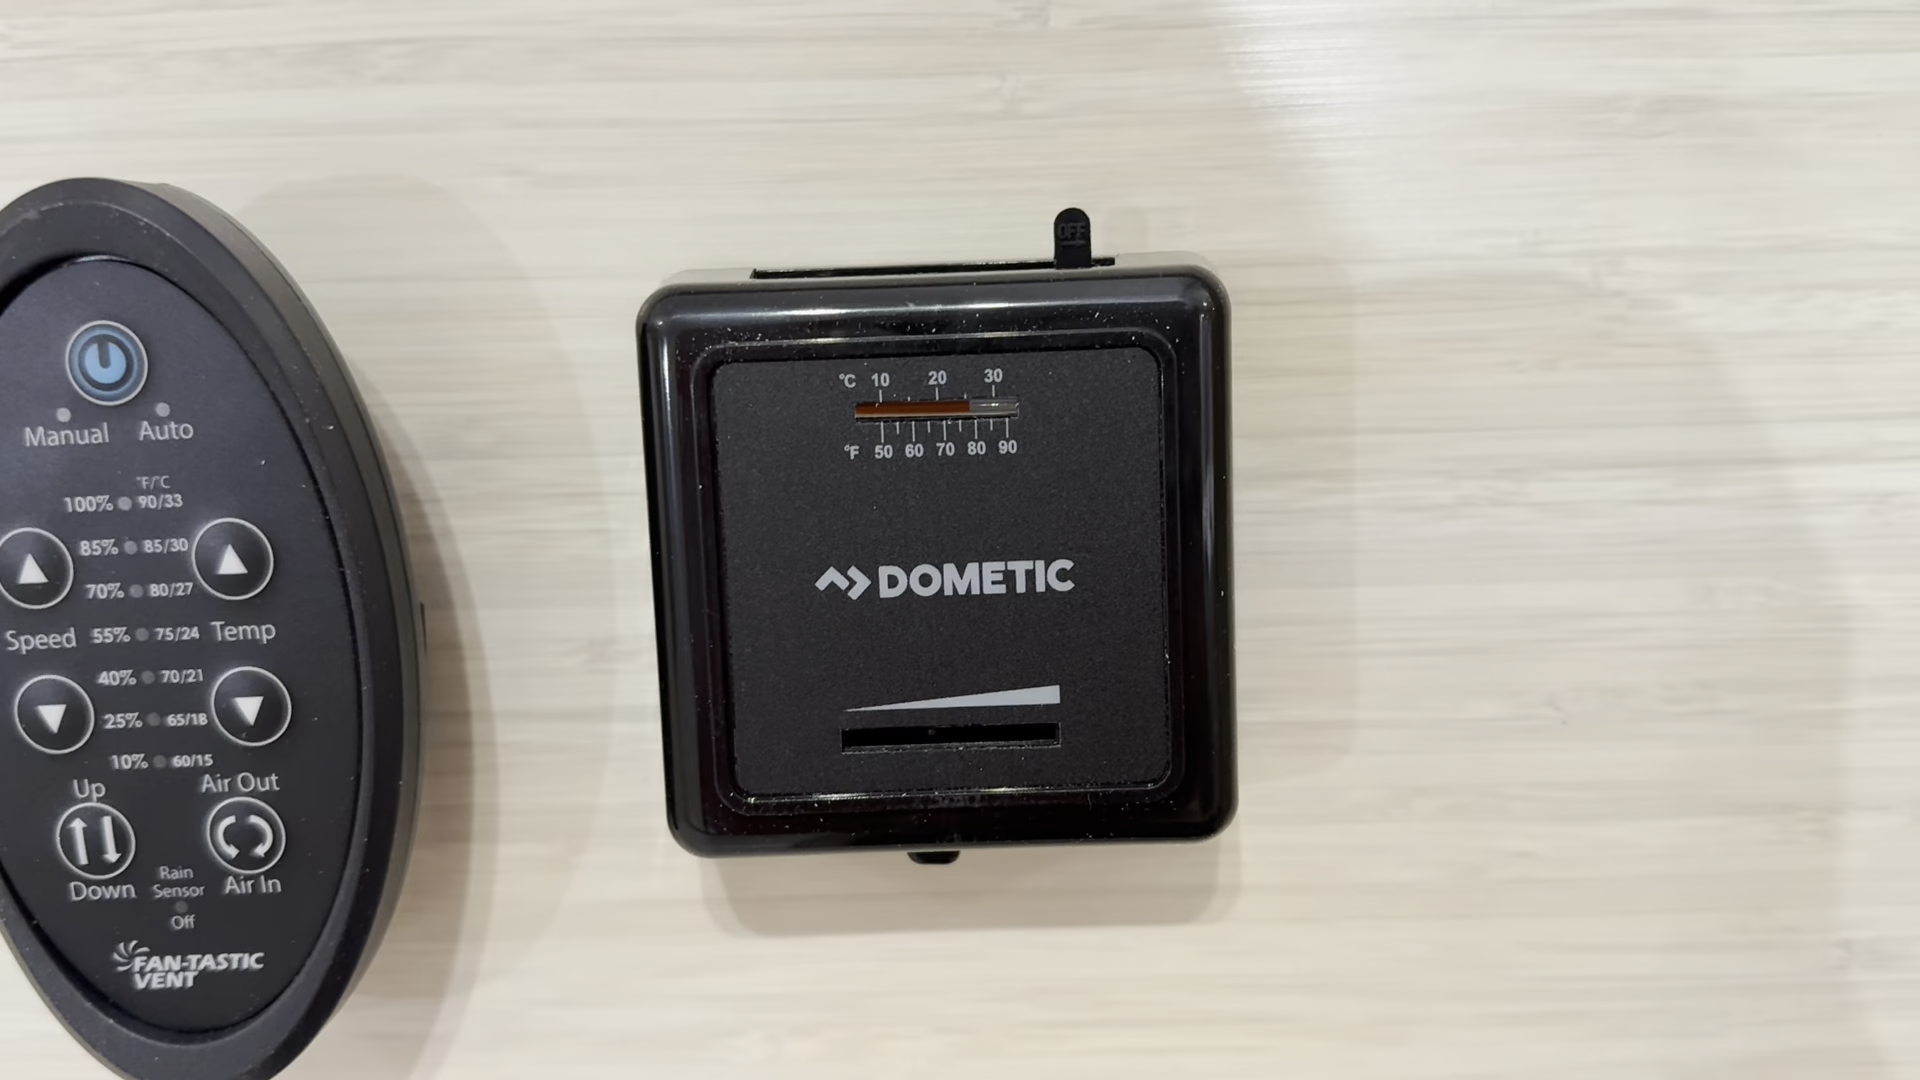 Manual Auto
°F/°C
100% 90/33
85% 85/30
70% 80/27
Speed 55% 75/24 Temp
40% 70/21
25% 65/18
10% 60/15
Up Air Out
Down Rain Sensor Air In
Off
FAN-TASTIC
VENT
OFF
°C 10 20 30
°F 50 60 70 80 90
DOMETIC